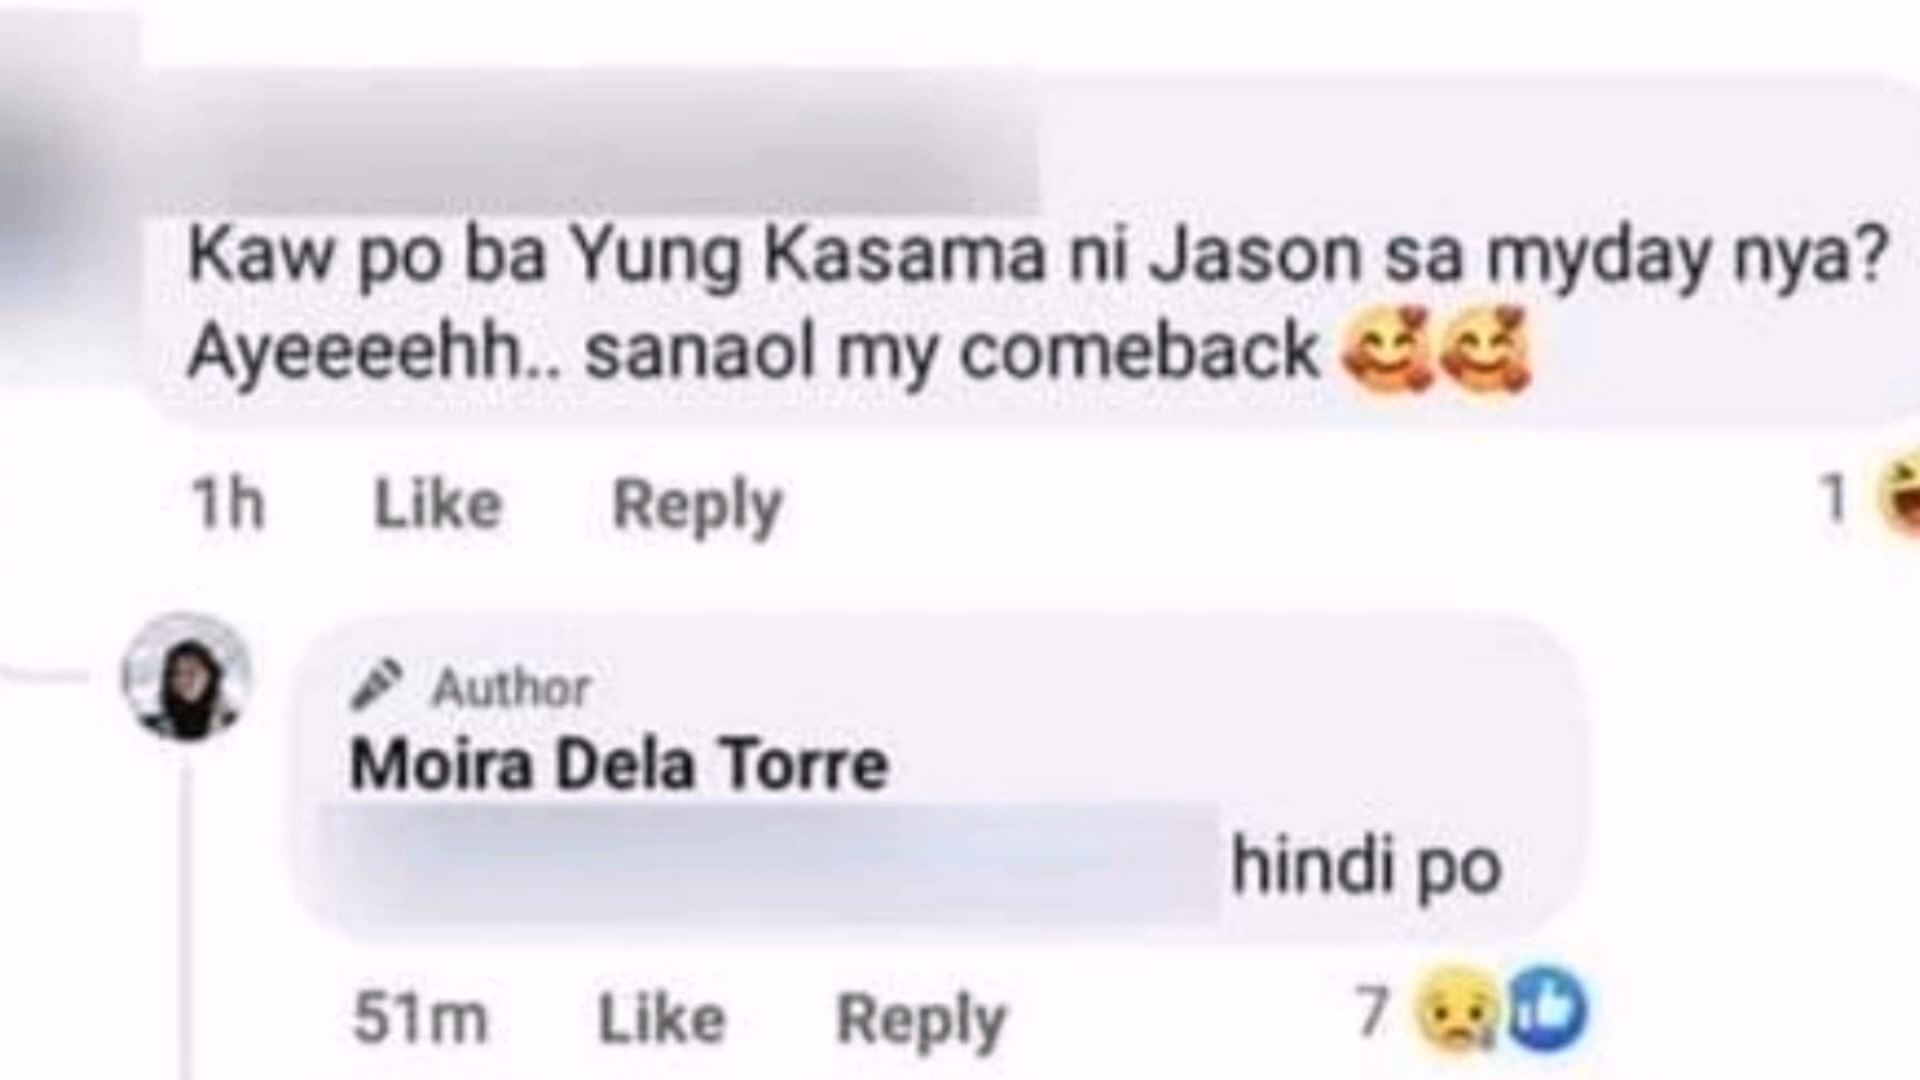 Kaw po ba Yung Kasama ni Jason sa myday nya?
Ayeeeehh.. sanaol my comeback 🥰🥰
1h Like Reply 1
Author
Moira Dela Torre
hindi po
51m Like Reply 7